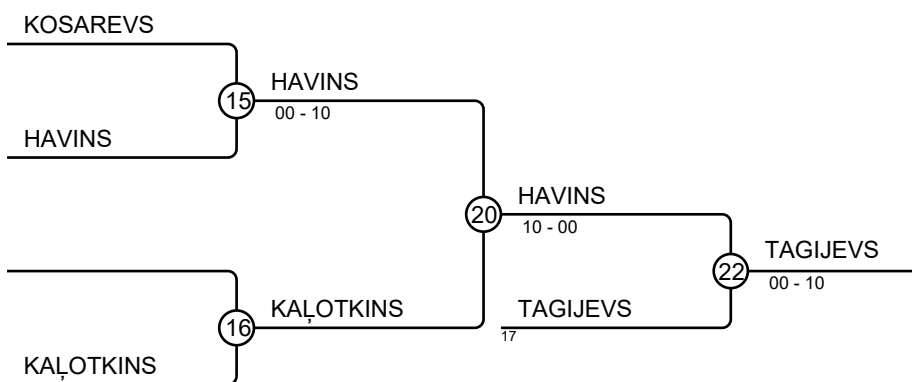 KOSAREVS
15
HAVINS
00 - 10
HAVINS
20
HAVINS
10 - 00
22
TAGIJEVS
00 - 10
16
KAĻOTKINS
TAGIJEVS
17
KAĻOTKINS